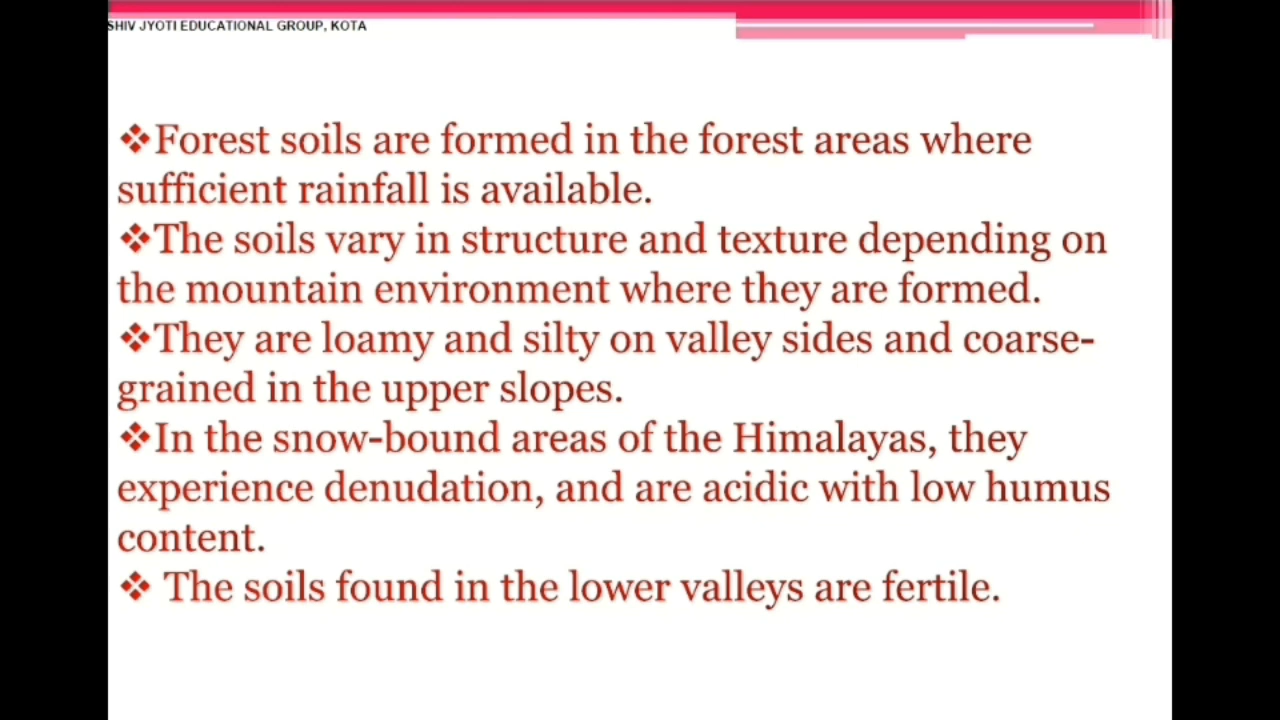 SHIV JYOTI EDUCATIONAL GROUP, KOTA
❖Forest soils are formed in the forest areas where
sufficient rainfall is available.
❖The soils vary in structure and texture depending on
the mountain environment where they are formed.
❖They are loamy and silty on valley sides and coarse-
grained in the upper slopes.
❖In the snow-bound areas of the Himalayas, they
experience denudation, and are acidic with low humus
content.
❖ The soils found in the lower valleys are fertile.